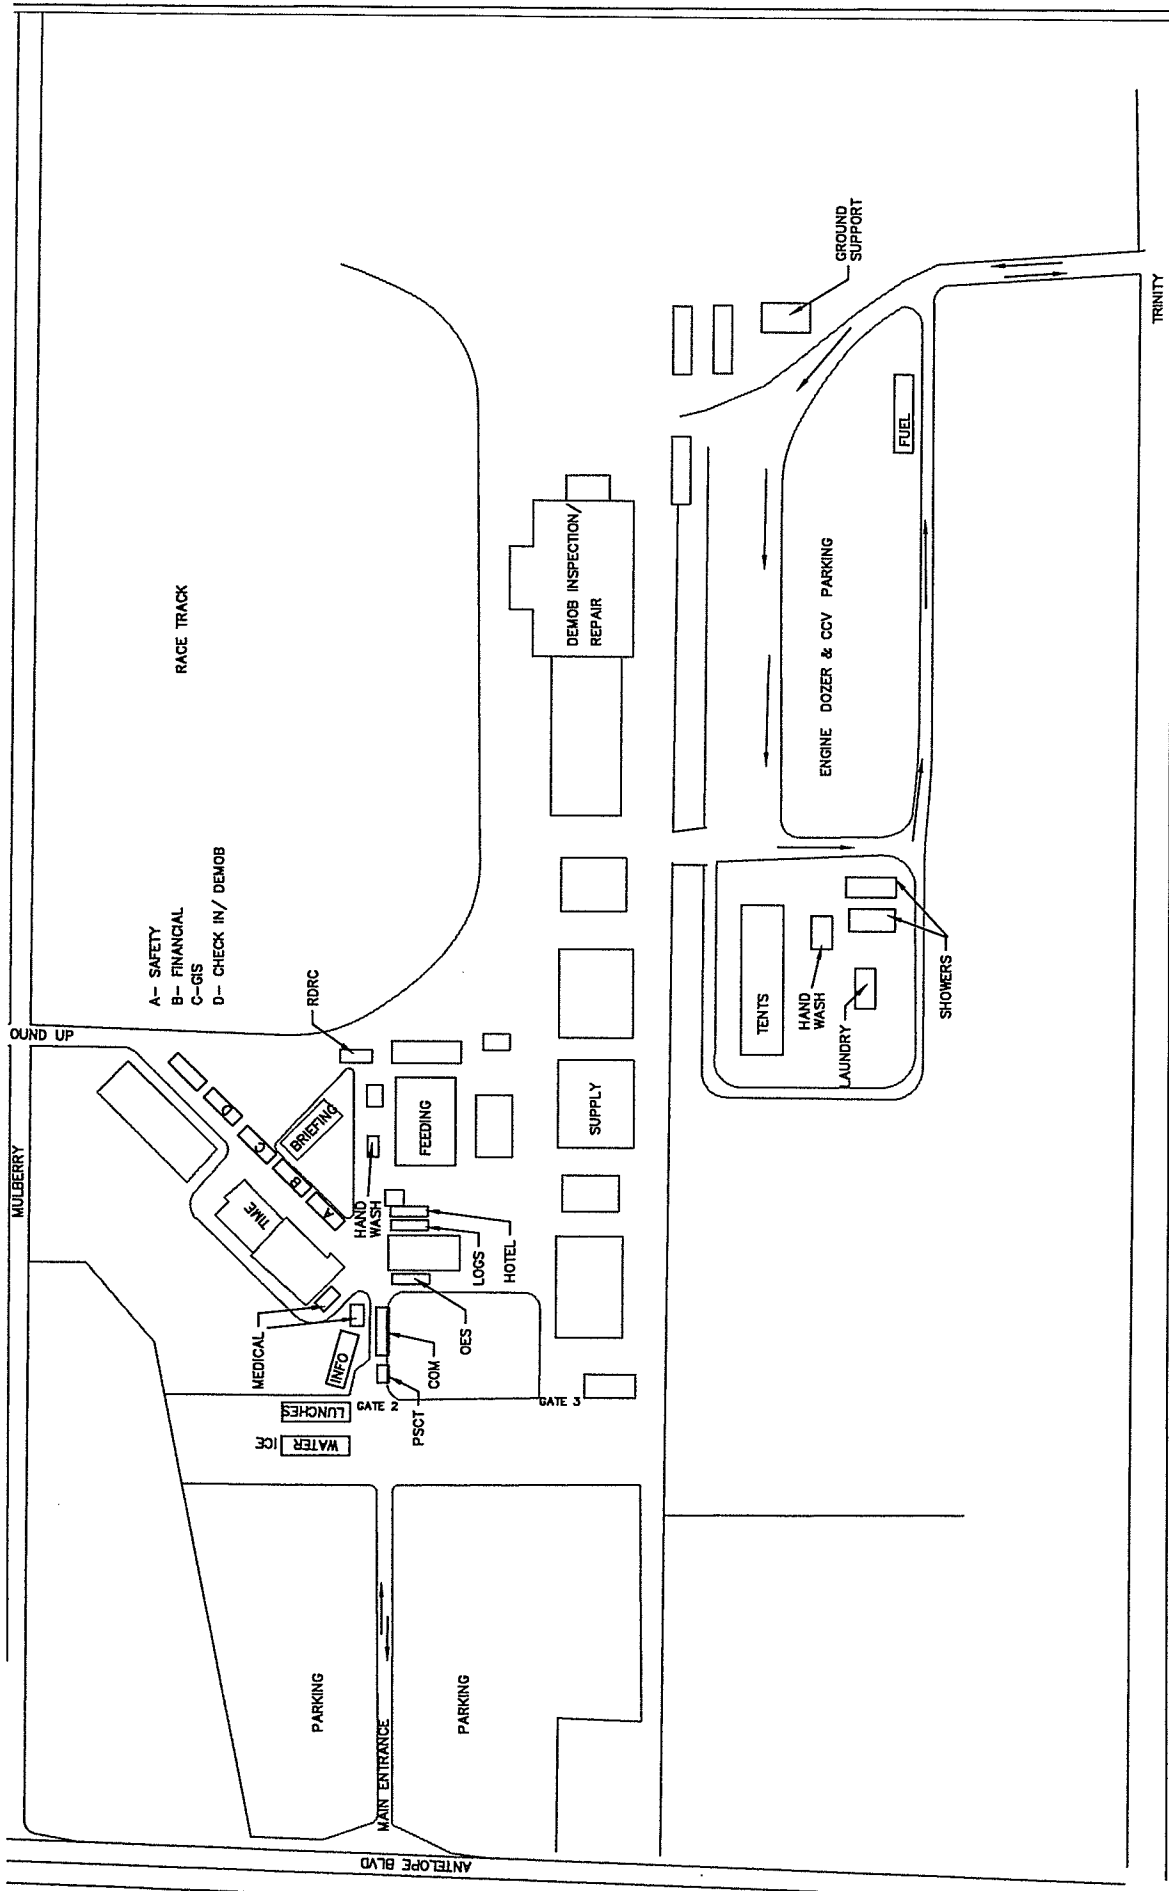 MULBERRY
OUND UP
RACE TRACK
A- SAFETY
B- FINANCIAL
C-GIS
D- CHECK IN/ DEMOB
D
C
B
A
BRIEFING
TIME
MEDICAL
INFO
LUNCHES
WATER
ICE
GATE 2
GATE 3
RDRC
HAND
WASH
FEEDING
LOGS
HOTEL
OES
COM
PSCT
SUPPLY
DEMOB INSPECTION/
REPAIR
GROUND
SUPPORT
FUEL
ENGINE DOZER & CCV PARKING
TENTS
HAND
WASH
LAUNDRY
SHOWERS
TRINITY
PARKING
MAIN ENTRANCE
PARKING
ANTELOPE BLVD